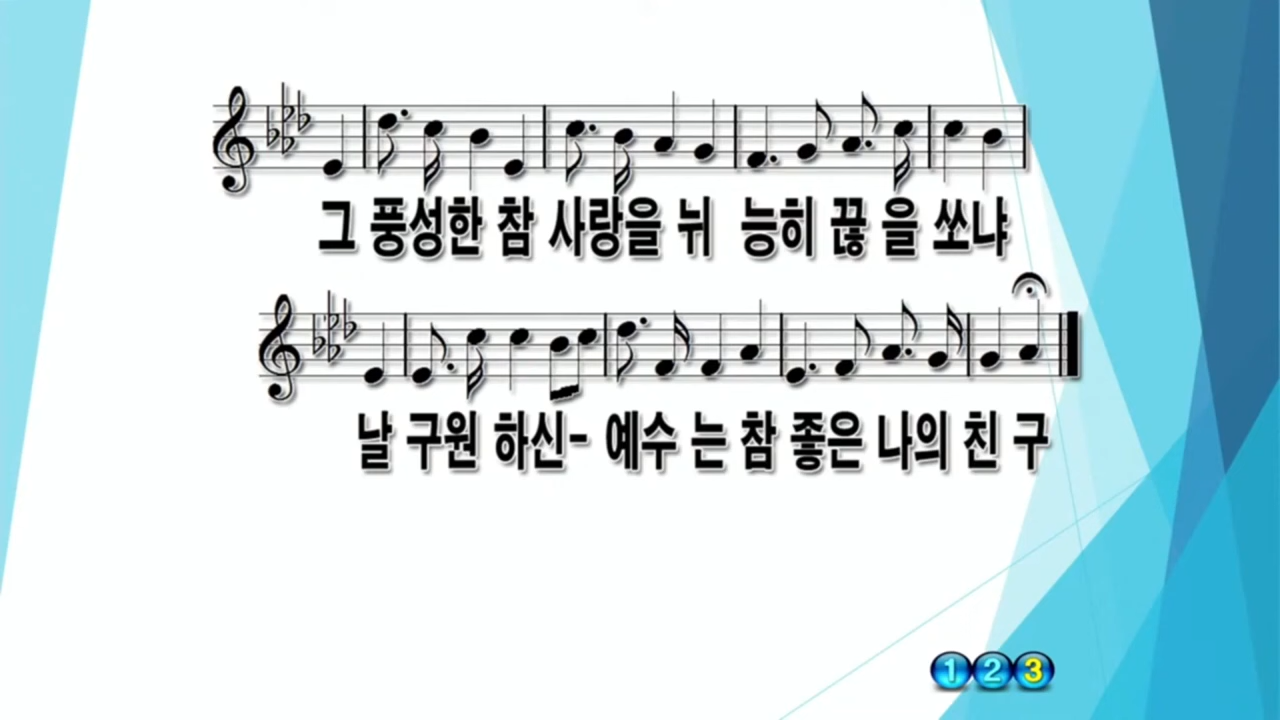 그 풍성한 참 사랑을 뉘 능히 끊 을 쏘냐
날 구원 하신- 예수 는 참 좋은 나의 친 구
1 2 3